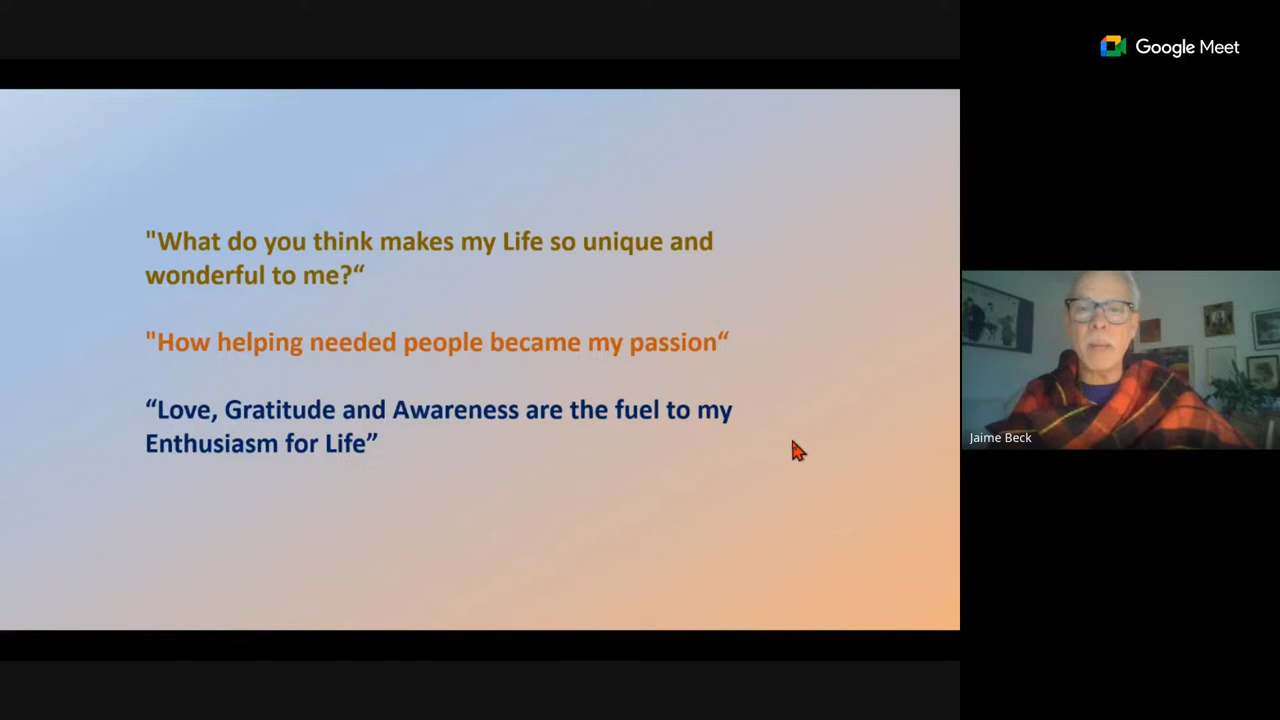 Google Meet
"What do you think makes my Life so unique and
wonderful to me?“
"How helping needed people became my passion“
“Love, Gratitude and Awareness are the fuel to my
Enthusiasm for Life”
Jaime Beck